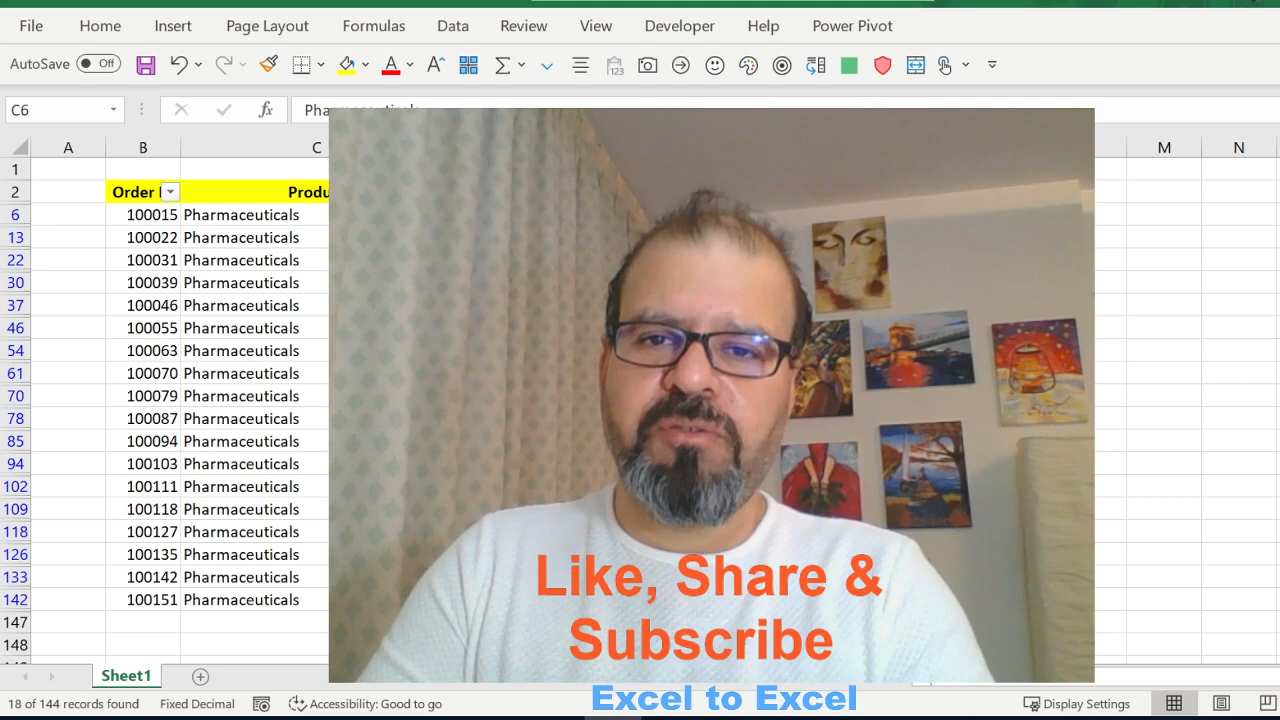 File Home Insert Page Layout Formulas Data Review View Developer Help Power Pivot
AutoSave Off
C6 fx
A B C M N
1
2 Order
6 100015 Pharmaceuticals
13 100022 Pharmaceuticals
22 100031 Pharmaceuticals
30 100039 Pharmaceuticals
37 100046 Pharmaceuticals
46 100055 Pharmaceuticals
54 100063 Pharmaceuticals
61 100070 Pharmaceuticals
70 100079 Pharmaceuticals
78 100087 Pharmaceuticals
85 100094 Pharmaceuticals
94 100103 Pharmaceuticals
102 100111 Pharmaceuticals
109 100118 Pharmaceuticals
118 100127 Pharmaceuticals
126 100135 Pharmaceuticals
133 100142 Pharmaceuticals
142 100151 Pharmaceuticals
147
148
Like, Share &
Subscribe
Sheet1
Excel to Excel
18 of 144 records found Fixed Decimal Accessibility: Good to go Display Settings